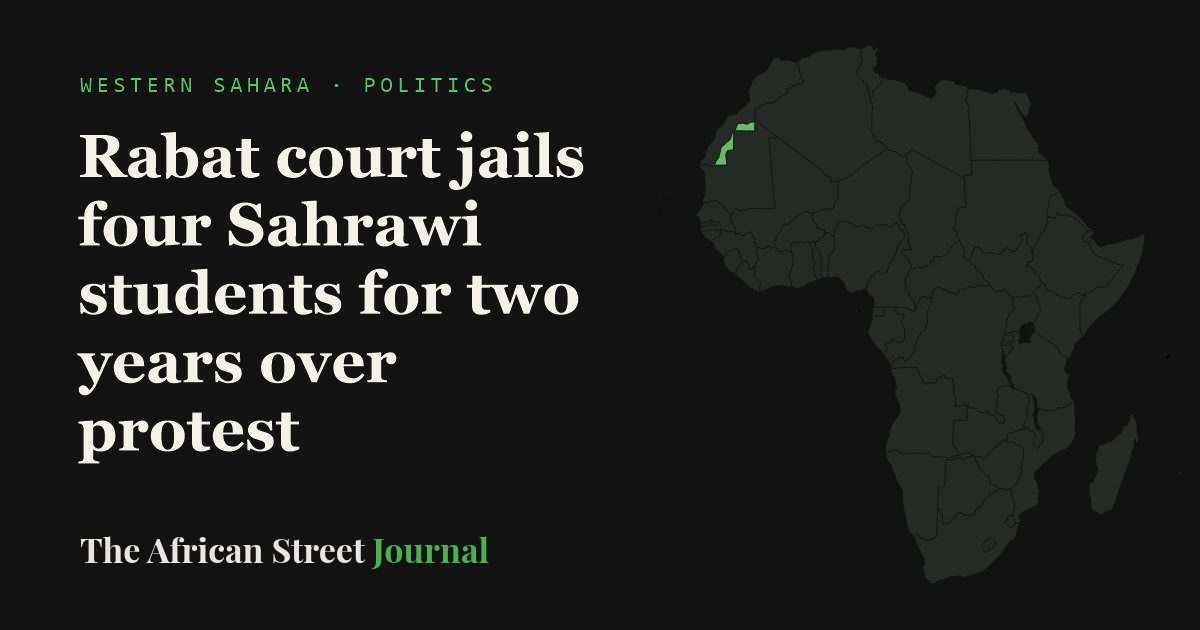 WESTERN SAHARA · POLITICS
Rabat court jails
four Sahrawi
students for two
years over
protest
The African Street Journal